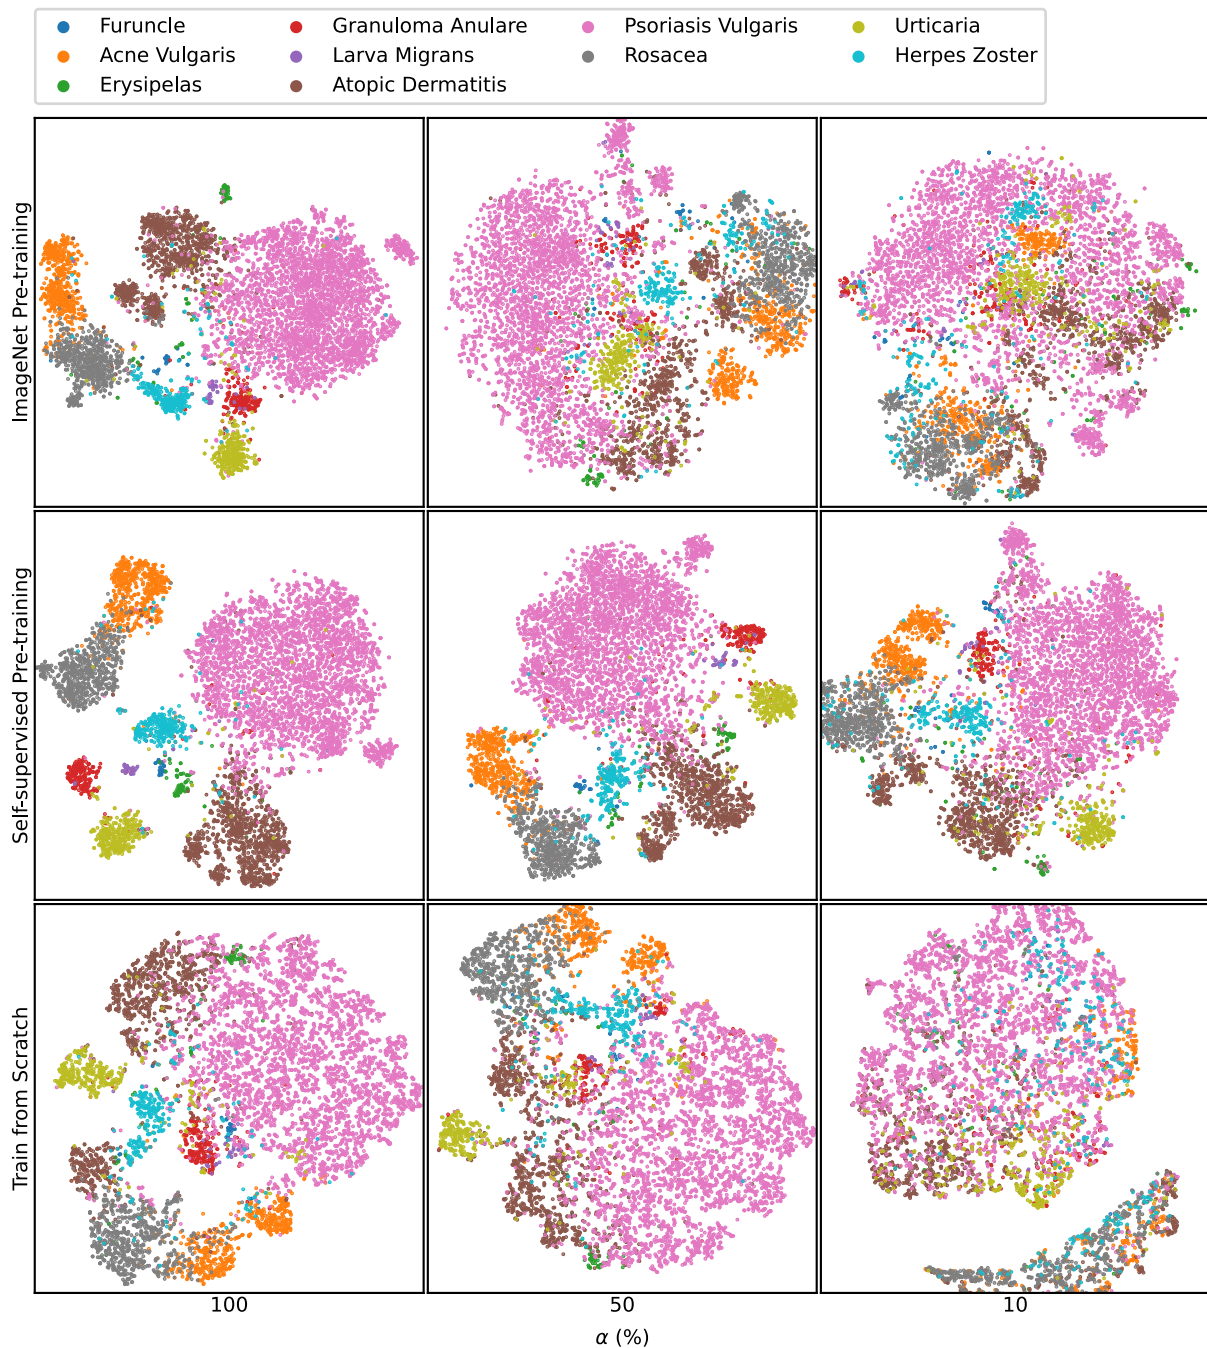 Furuncle Granuloma Anulare Psoriasis Vulgaris Urticaria
Acne Vulgaris Larva Migrans Rosacea Herpes Zoster
Erysipelas Atopic Dermatitis
ImageNet Pre-training
Self-supervised Pre-training
Train from Scratch
100 50 10
α (%)